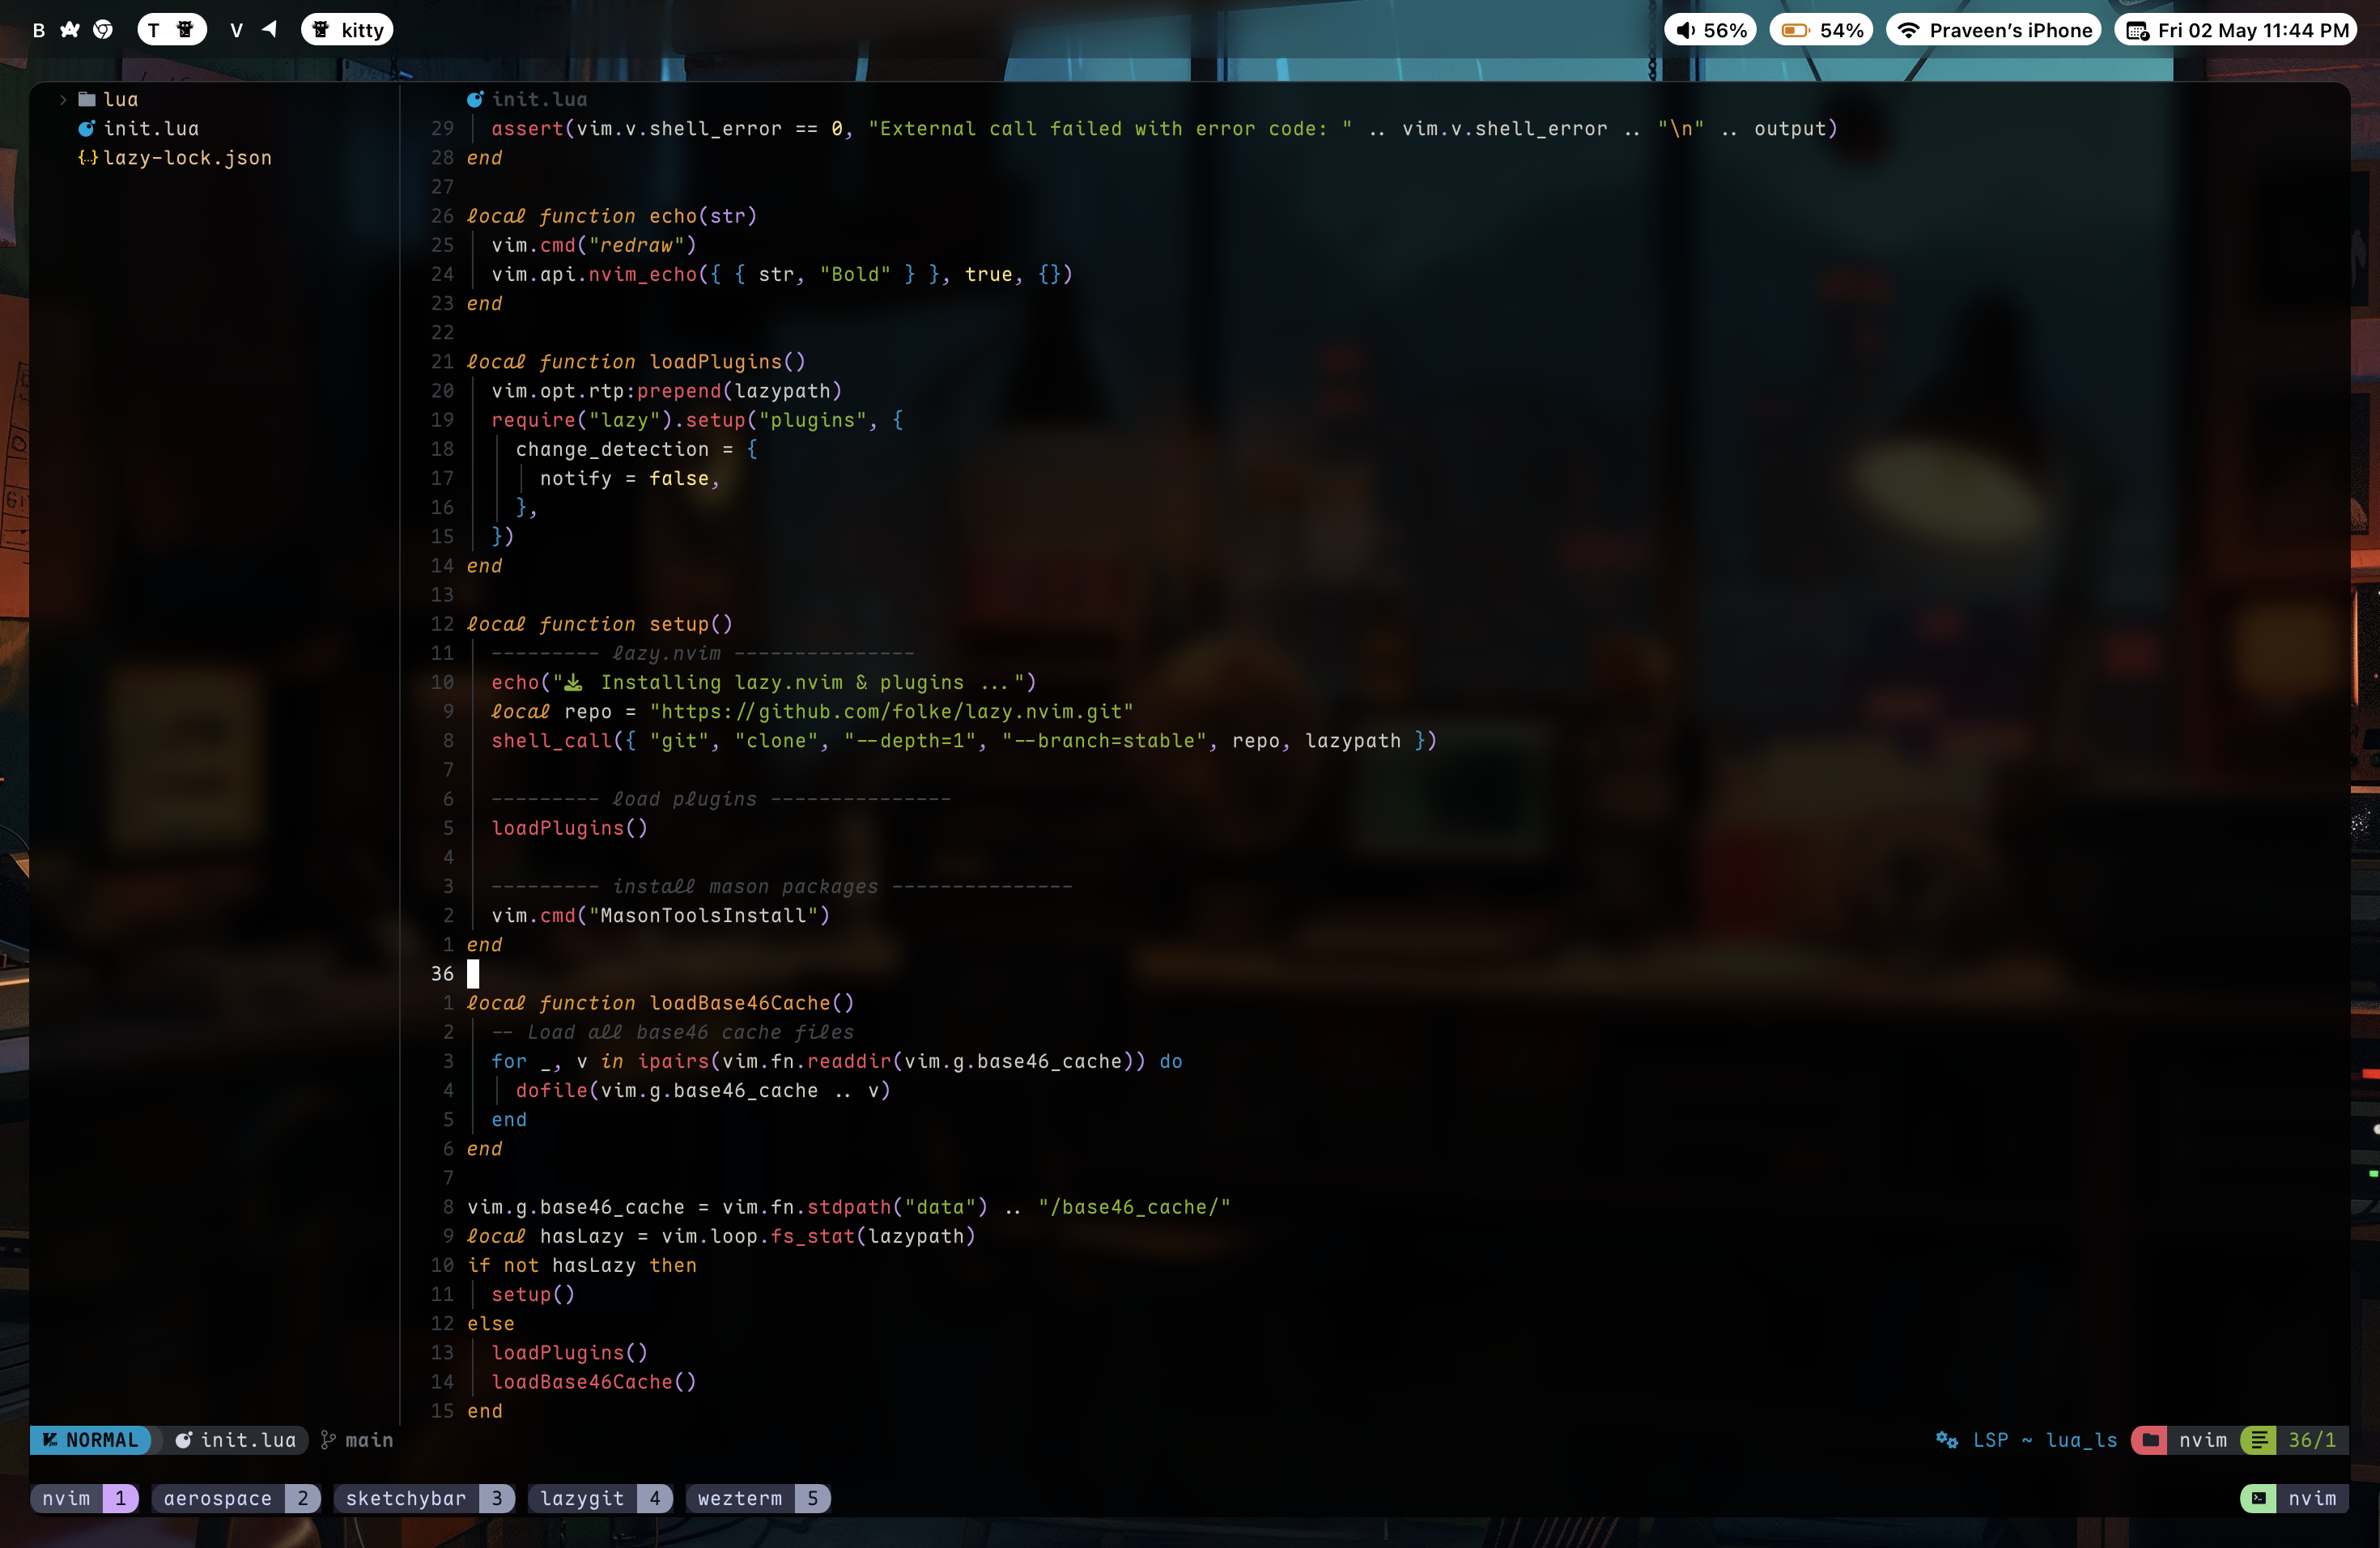 B T V kitty 56% 54% Praveen’s iPhone Fri 02 May 11:44 PM
lua
init.lua
lazy-lock.json
init.lua
29 assert(vim.v.shell_error == 0, "External call failed with error code: " .. vim.v.shell_error .. "\n" .. output)
28 end
27
26 local function echo(str)
25 vim.cmd("redraw")
24 vim.api.nvim_echo({ { str, "Bold" } }, true, {})
23 end
22
21 local function loadPlugins()
20 vim.opt.rtp:prepend(lazypath)
19 require("lazy").setup("plugins", {
18 change_detection = {
17 notify = false,
16 },
15 })
14 end
13
12 local function setup()
11 --------- lazy.nvim ---------------
10 echo(" Installing lazy.nvim & plugins ...")
9 local repo = "https://github.com/folke/lazy.nvim.git"
8 shell_call({ "git", "clone", "--depth=1", "--branch=stable", repo, lazypath })
7
6 --------- load plugins ---------------
5 loadPlugins()
4
3 --------- install mason packages ---------------
2 vim.cmd("MasonToolsInstall")
1 end
36
1 local function loadBase46Cache()
2 -- Load all base46 cache files
3 for _, v in ipairs(vim.fn.readdir(vim.g.base46_cache)) do
4 dofile(vim.g.base46_cache .. v)
5 end
6 end
7
8 vim.g.base46_cache = vim.fn.stdpath("data") .. "/base46_cache/"
9 local hasLazy = vim.loop.fs_stat(lazypath)
10 if not hasLazy then
11 setup()
12 else
13 loadPlugins()
14 loadBase46Cache()
15 end
NORMAL init.lua main LSP ~ lua_ls nvim 36/1
nvim 1 aerospace 2 sketchybar 3 lazygit 4 wezterm 5 nvim